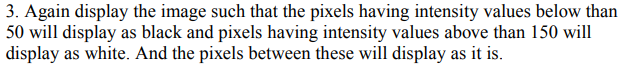 3. Again display the image such that the pixels having intensity values below than
50 will display as black and pixels having intensity values above than 150 will
display as white. And the pixels between these will display as it is.